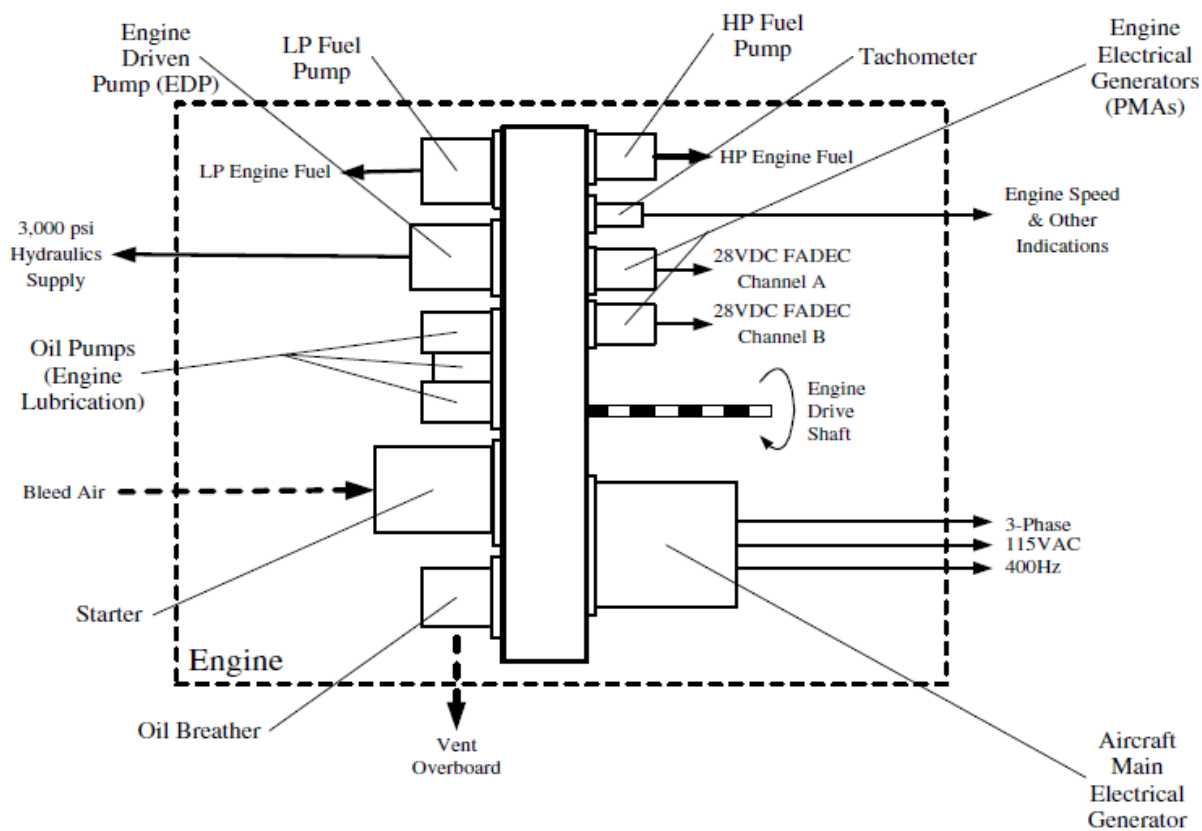 Engine
Driven
Pump (EDP)
LP Fuel
Pump
HP Fuel
Pump
Tachometer
Engine
Electrical
Generators
(PMAs)
LP Engine Fuel
HP Engine Fuel
3,000 psi
Hydraulics
Supply
Engine Speed
& Other
Indications
28VDC FADEC
Channel A
28VDC FADEC
Channel B
Oil Pumps
(Engine
Lubrication)
Engine
Drive
Shaft
Bleed Air
3-Phase
115VAC
400Hz
Starter
Engine
Oil Breather
Vent
Overboard
Aircraft
Main
Electrical
Generator